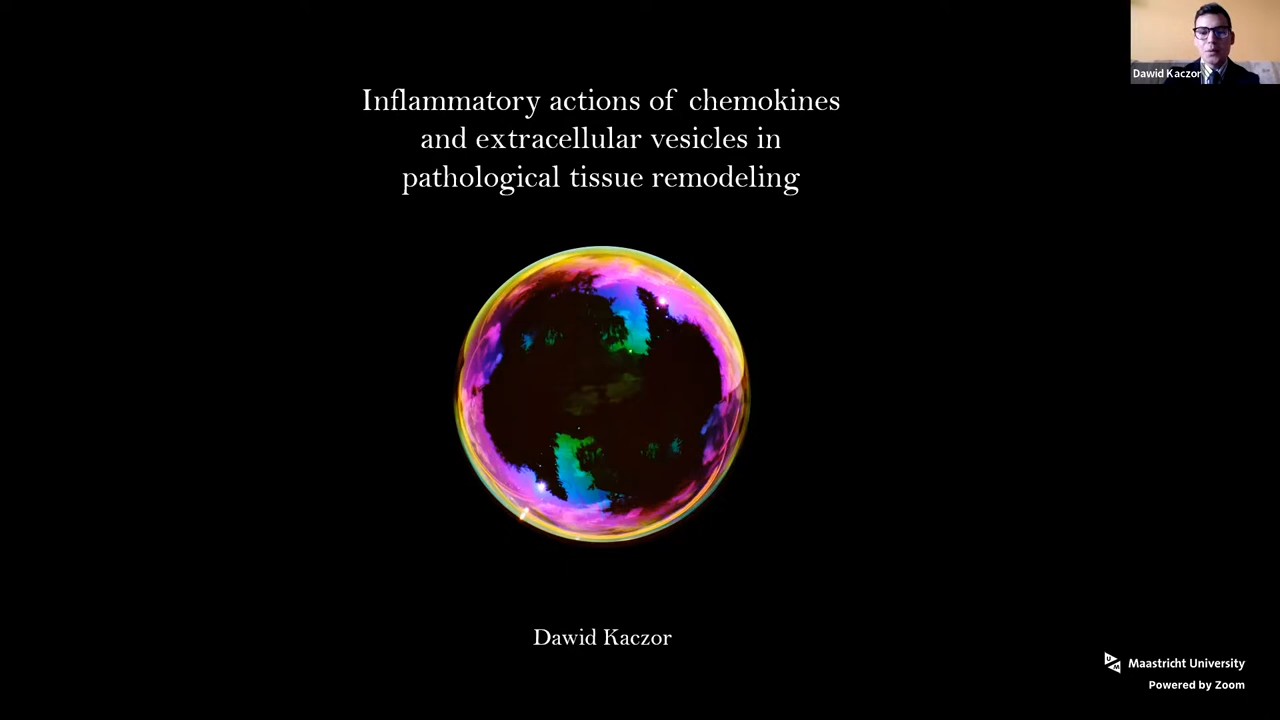 Inflammatory actions of chemokines
and extracellular vesicles in
pathological tissue remodeling
Dawid Kaczor
Dawid Kaczor
UM
Maastricht University
Powered by Zoom